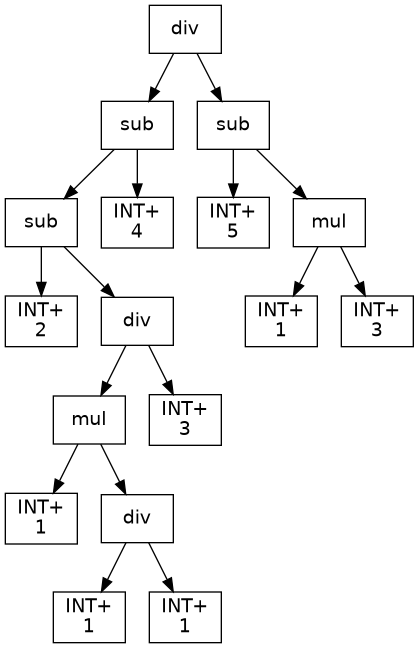 div
sub
sub
sub
INT+
4
INT+
5
mul
INT+
2
div
INT+
1
INT+
3
mul
INT+
3
INT+
1
div
INT+
1
INT+
1